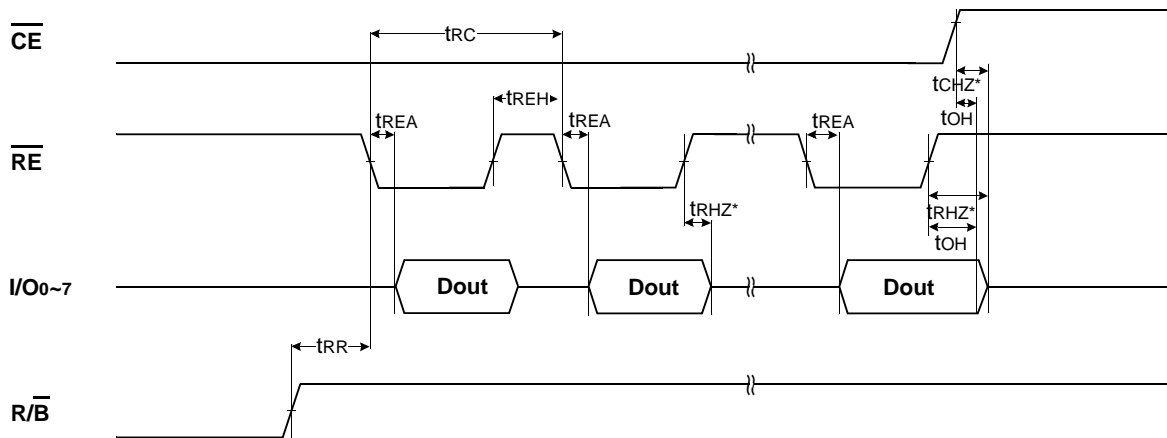 CE
tRC
tCHZ*
tREH
tREA
tREA
tREA
tOH
RE
tRHZ*
tRHZ*
tOH
I/O0~7
Dout
Dout
Dout
tRR
R/B